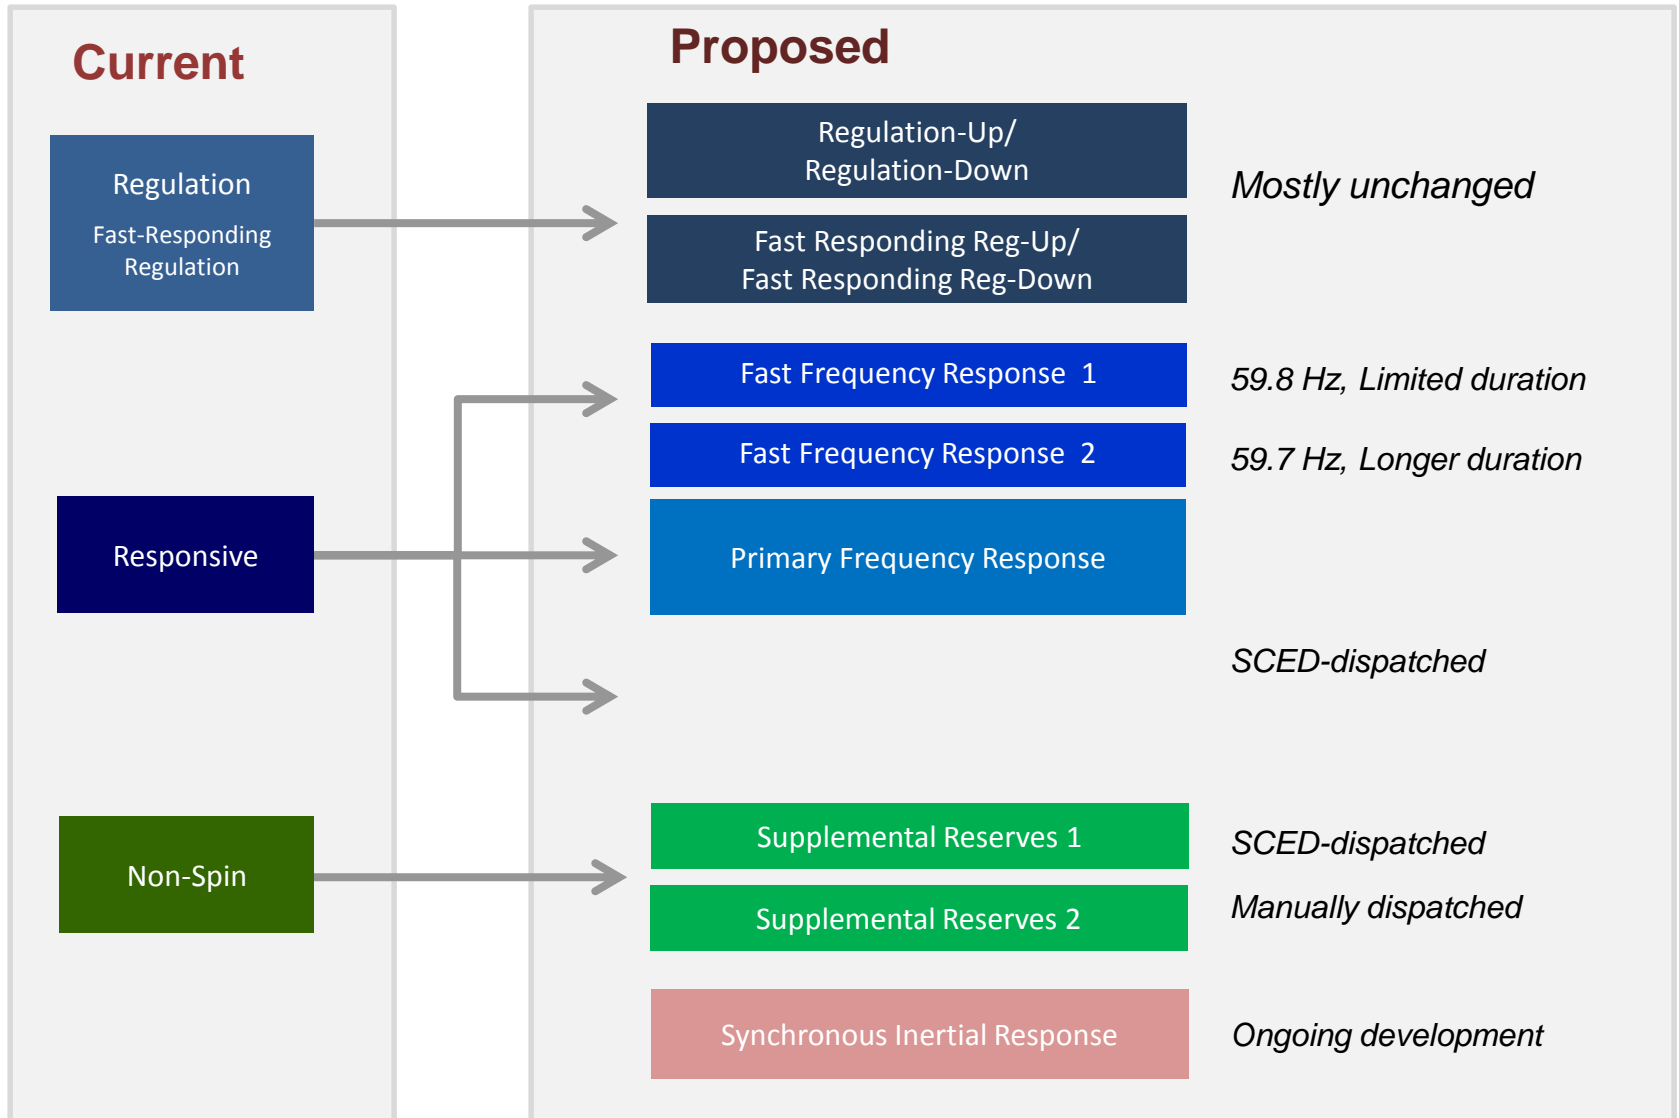 Current
Proposed
Regulation
Fast-Responding
Regulation
Regulation-Up/
Regulation-Down
Mostly unchanged
Fast Responding Reg-Up/
Fast Responding Reg-Down
Fast Frequency Response 1
59.8 Hz, Limited duration
Fast Frequency Response 2
59.7 Hz, Longer duration
Responsive
Primary Frequency Response
SCED-dispatched
Non-Spin
Supplemental Reserves 1
SCED-dispatched
Supplemental Reserves 2
Manually dispatched
Synchronous Inertial Response
Ongoing development